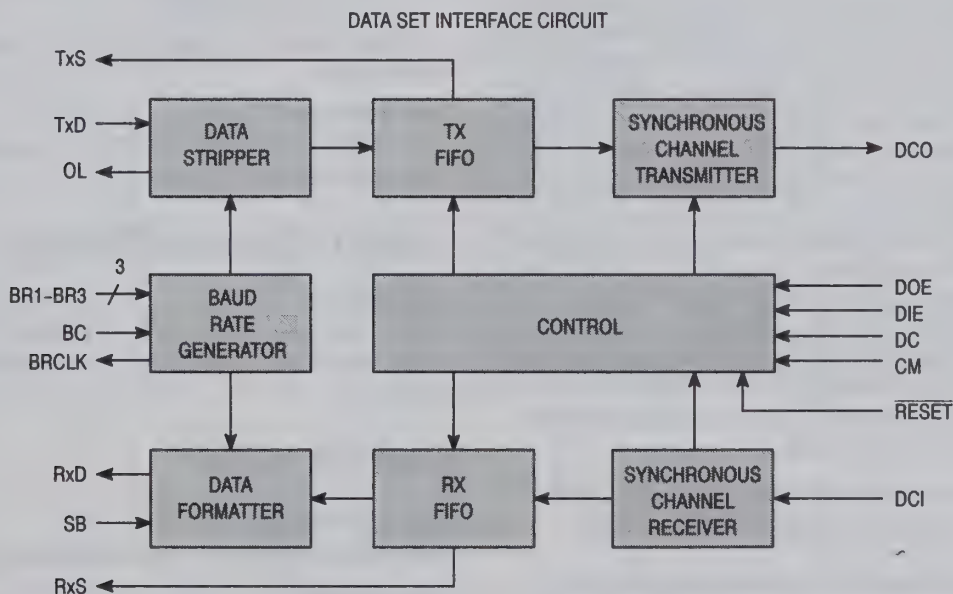 DATA SET INTERFACE CIRCUIT
TxS
TxD
OL
DATA
STRIPPER
TX
FIFO
SYNCHRONOUS
CHANNEL
TRANSMITTER
DCO
3
BR1–BR3
BC
BRCLK
BAUD
RATE
GENERATOR
CONTROL
DOE
DIE
DC
CM
RESET
RxD
SB
DATA
FORMATTER
RX
FIFO
SYNCHRONOUS
CHANNEL
RECEIVER
DCI
RxS